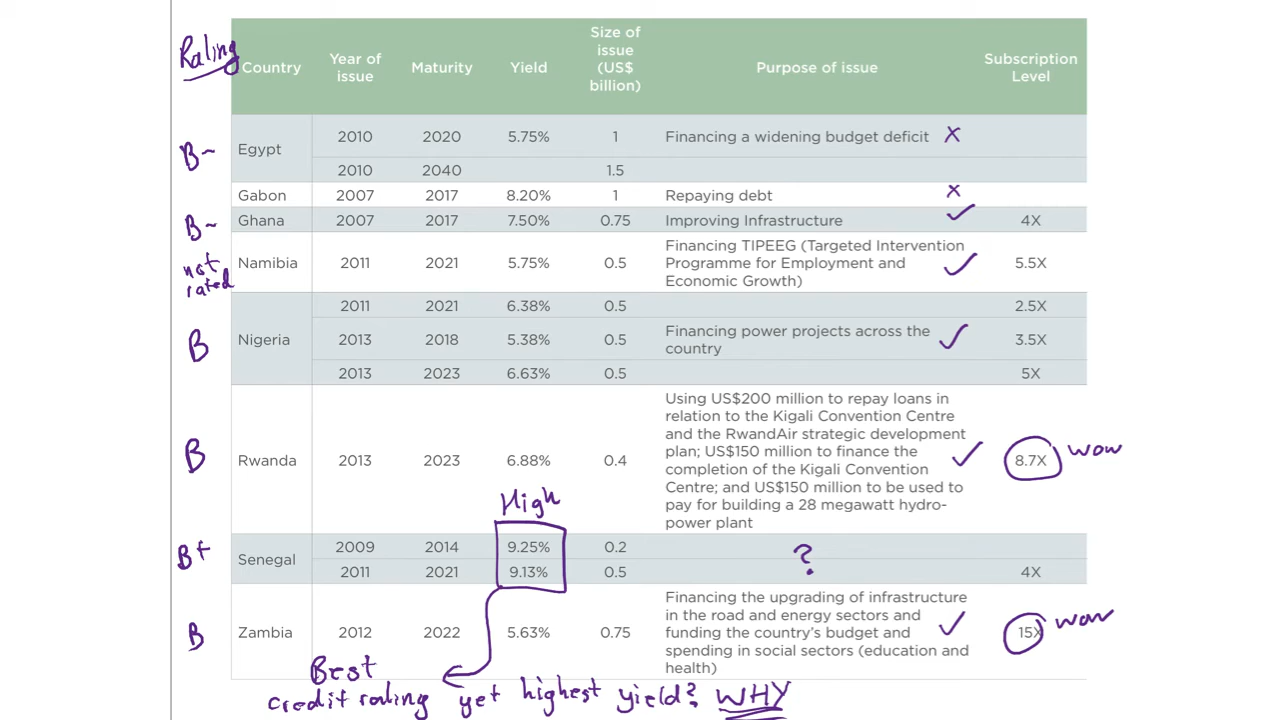 Rating
Country
Year of
issue
Maturity
Yield
Size of
issue
(US$
billion)
Purpose of issue
Subscription
Level
B-
Egypt
2010 2020 5.75% 1 Financing a widening budget deficit X
2010 2040 1.5
Gabon 2007 2017 8.20% 1 Repaying debt X
B- Ghana 2007 2017 7.50% 0.75 Improving Infrastructure ✓ 4X
not
rated
Namibia 2011 2021 5.75% 0.5
Financing TIPEEG (Targeted Intervention
Programme for Employment and
Economic Growth)
✓ 5.5X
B
Nigeria
2011 2021 6.38% 0.5 2.5X
2013 2018 5.38% 0.5
Financing power projects across the
country
✓ 3.5X
2013 2023 6.63% 0.5 5X
B Rwanda 2013 2023 6.88% 0.4
Using US$200 million to repay loans in
relation to the Kigali Convention Centre
and the RwandAir strategic development
plan; US$150 million to finance the
completion of the Kigali Convention
Centre; and US$150 million to be used to
pay for building a 28 megawatt hydro-
power plant
✓ 8.7X wow
High
B+
Senegal
2009 2014 9.25% 0.2 ?
2011 2021 9.13% 0.5 4X
B Zambia 2012 2022 5.63% 0.75
Financing the upgrading of infrastructure
in the road and energy sectors and
funding the country's budget and
spending in social sectors (education and
health)
✓ 15X wow
Best
credit rating yet highest yield? WHY